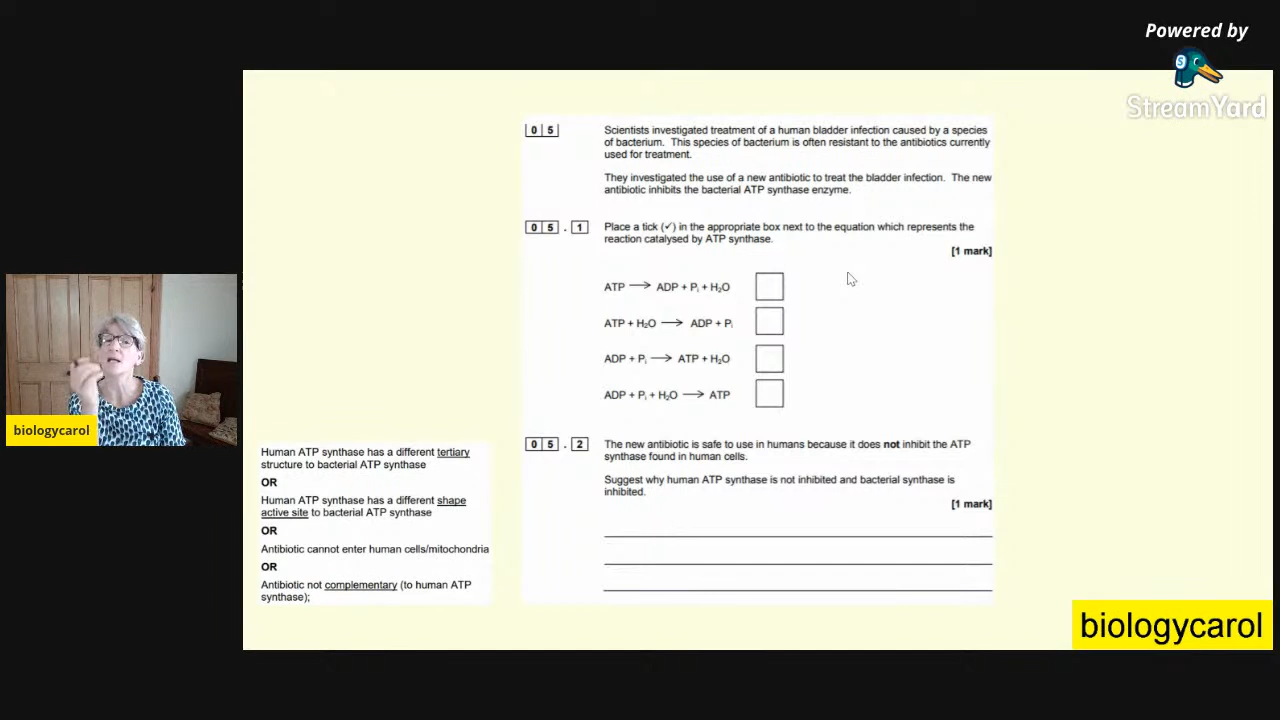 Powered by
StreamYard
0 5
Scientists investigated treatment of a human bladder infection caused by a species
of bacterium. This species of bacterium is often resistant to the antibiotics currently
used for treatment.
They investigated the use of a new antibiotic to treat the bladder infection. The new
antibiotic inhibits the bacterial ATP synthase enzyme.
0 5 . 1
Place a tick (✓) in the appropriate box next to the equation which represents the
reaction catalysed by ATP synthase.
[1 mark]
ATP ⟶ ADP + Pi + H₂O
ATP + H₂O ⟶ ADP + Pi
ADP + Pi ⟶ ATP + H₂O
ADP + Pi + H₂O ⟶ ATP
0 5 . 2
The new antibiotic is safe to use in humans because it does not inhibit the ATP
synthase found in human cells.
Suggest why human ATP synthase is not inhibited and bacterial synthase is
inhibited.
[1 mark]
biologycarol
Human ATP synthase has a different tertiary
structure to bacterial ATP synthase
OR
Human ATP synthase has a different shape
active site to bacterial ATP synthase
OR
Antibiotic cannot enter human cells/mitochondria
OR
Antibiotic not complementary (to human ATP
synthase);
biologycarol